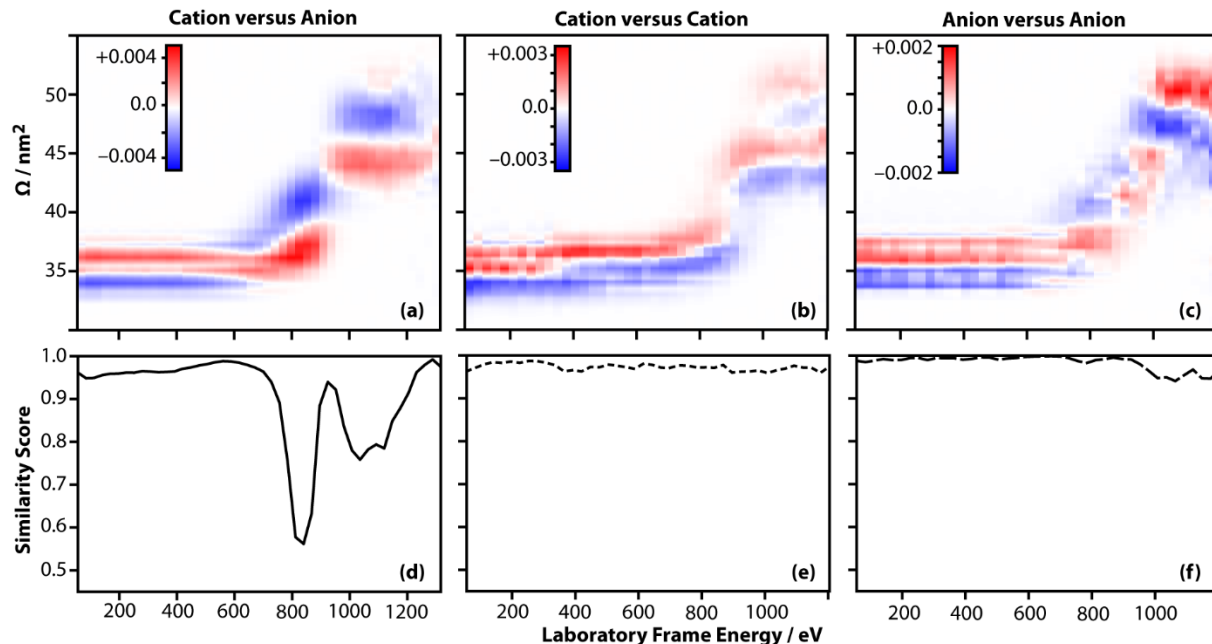 Cation versus Anion
Cation versus Cation
Anion versus Anion
+0.004
0.0
−0.004
+0.003
0.0
−0.003
+0.002
0.0
−0.002
Ω / nm²
50
45
40
35
(a)
(b)
(c)
Similarity Score
1.0
0.9
0.8
0.7
0.6
0.5
(d)
(e)
(f)
200 400 600 800 1000 1200
200 400 600 800 1000
200 400 600 800 1000
Laboratory Frame Energy / eV